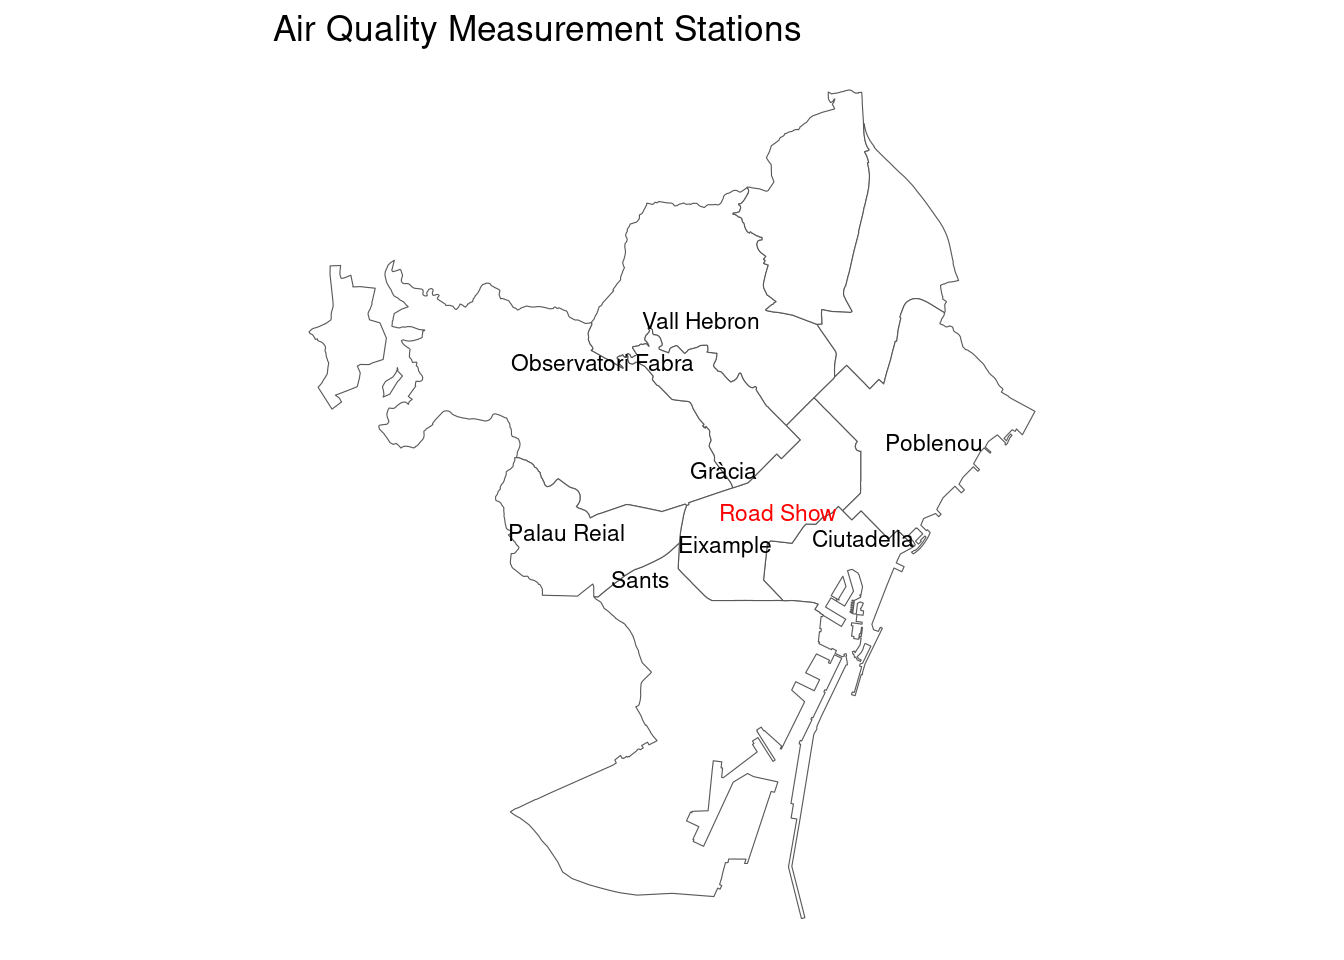 Air Quality Measurement Stations
Vall Hebron
Observatori Fabra
Poblenou
Gràcia
Road Show
Palau Reial
Ciutadella
Eixample
Sants